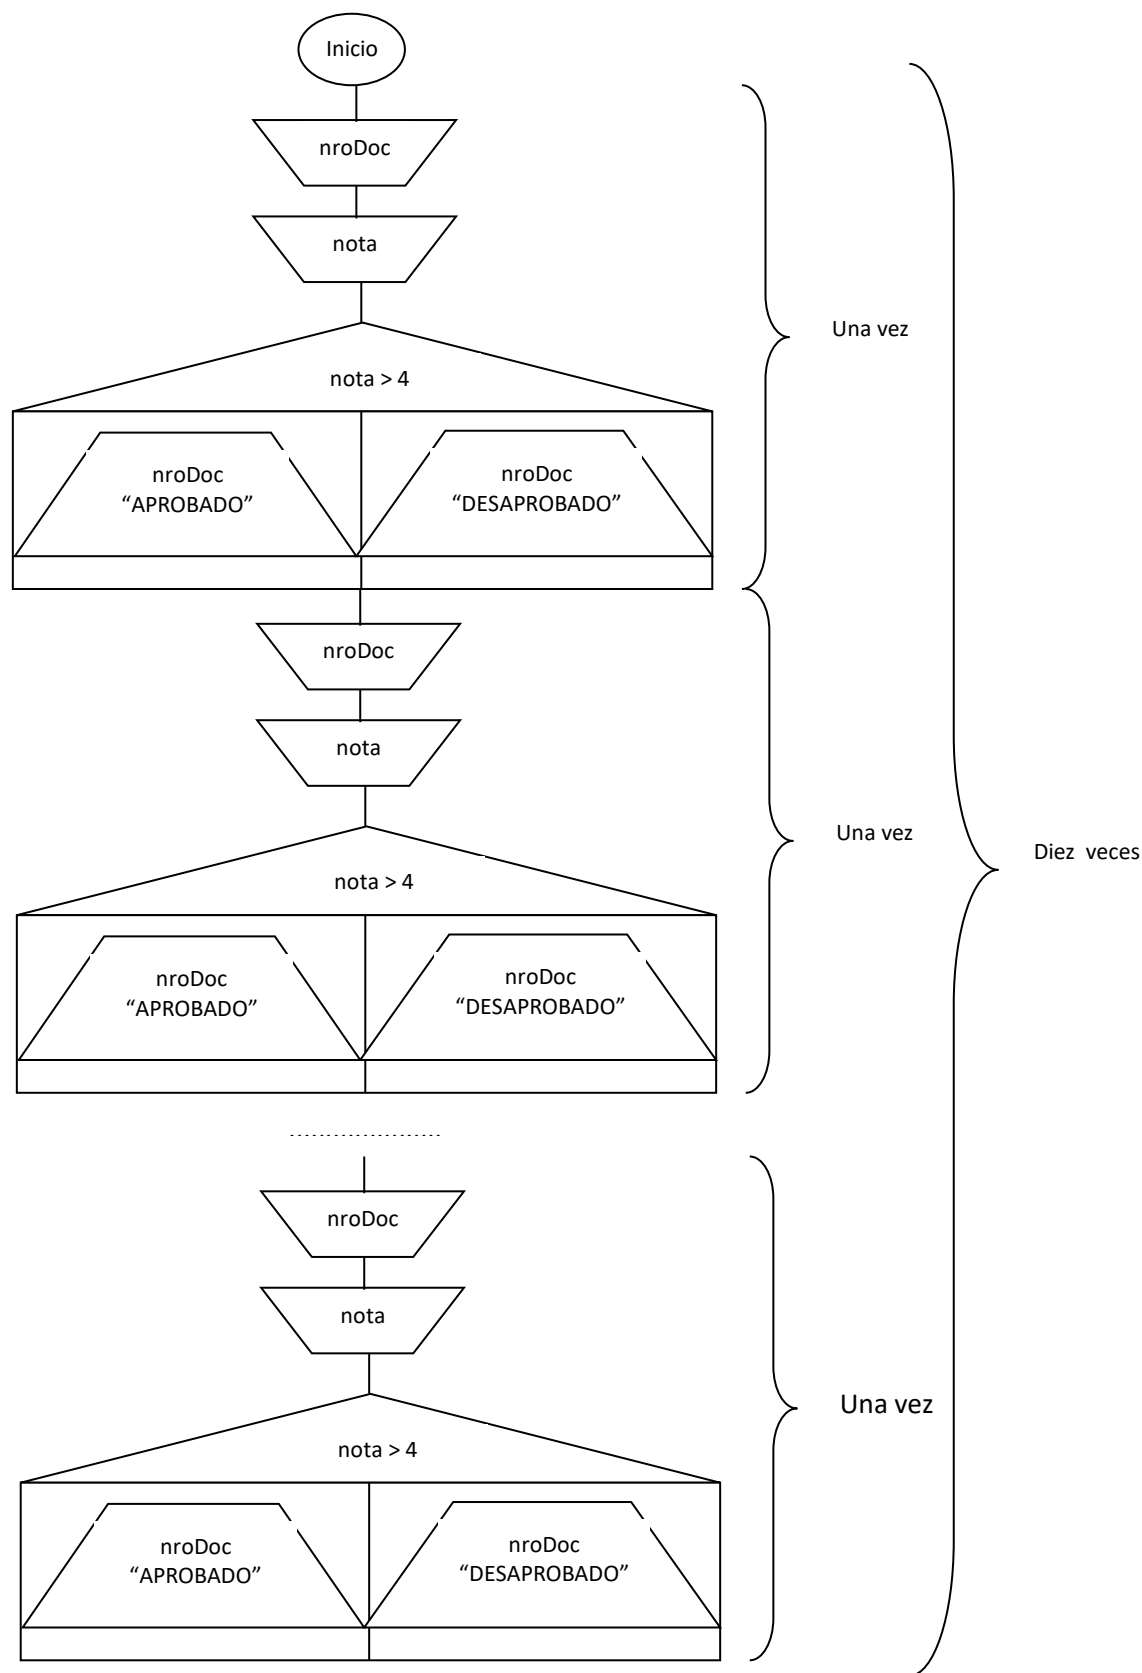 Inicio
nroDoc
nota
Una vez
nota > 4
nroDoc
“APROBADO”
nroDoc
“DESAPROBADO”
nroDoc
nota
Una vez
Diez veces
nota > 4
nroDoc
“APROBADO”
nroDoc
“DESAPROBADO”
nroDoc
nota
Una vez
nota > 4
nroDoc
“APROBADO”
nroDoc
“DESAPROBADO”